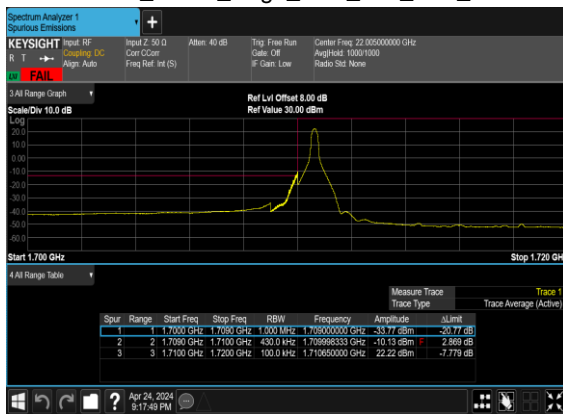 Spectrum Analyzer 1
Spurious Emissions
KEYSIGHT Input: RF Input Z: 50 Ω Atten: 40 dB Trig: Free Run Center Freq: 22.005000000 GHz
R T Coupling: DC Corr CCorr Gate: Off Avg|Hold: 1000/1000
Align: Auto Freq Ref: Int (S) IF Gain: Low Radio Std: None
FAIL
3 All Range Graph
Ref Lvl Offset 8.00 dB
Scale/Div 10.0 dB Ref Value 30.00 dBm
Log
20.0
10.0
0.00
-10.0
-20.0
-30.0
-40.0
-50.0
-60.0
Start 1.700 GHz Stop 1.720 GH
4 All Range Table
Measure Trace Trace 1
Trace Type Trace Average (Active)
Spur Range Start Freq Stop Freq RBW Frequency Amplitude ΔLimit
1 1 1.7000 GHz 1.7090 GHz 1.000 MHz 1.709000000 GHz -33.77 dBm -20.77 dB
2 2 1.7090 GHz 1.7100 GHz 430.0 kHz 1.709998333 GHz -10.13 dBm F 2.869 dB
3 3 1.7100 GHz 1.7200 GHz 100.0 kHz 1.710650000 GHz 22.22 dBm -7.779 dB
Apr 24, 2024
9:17:49 PM